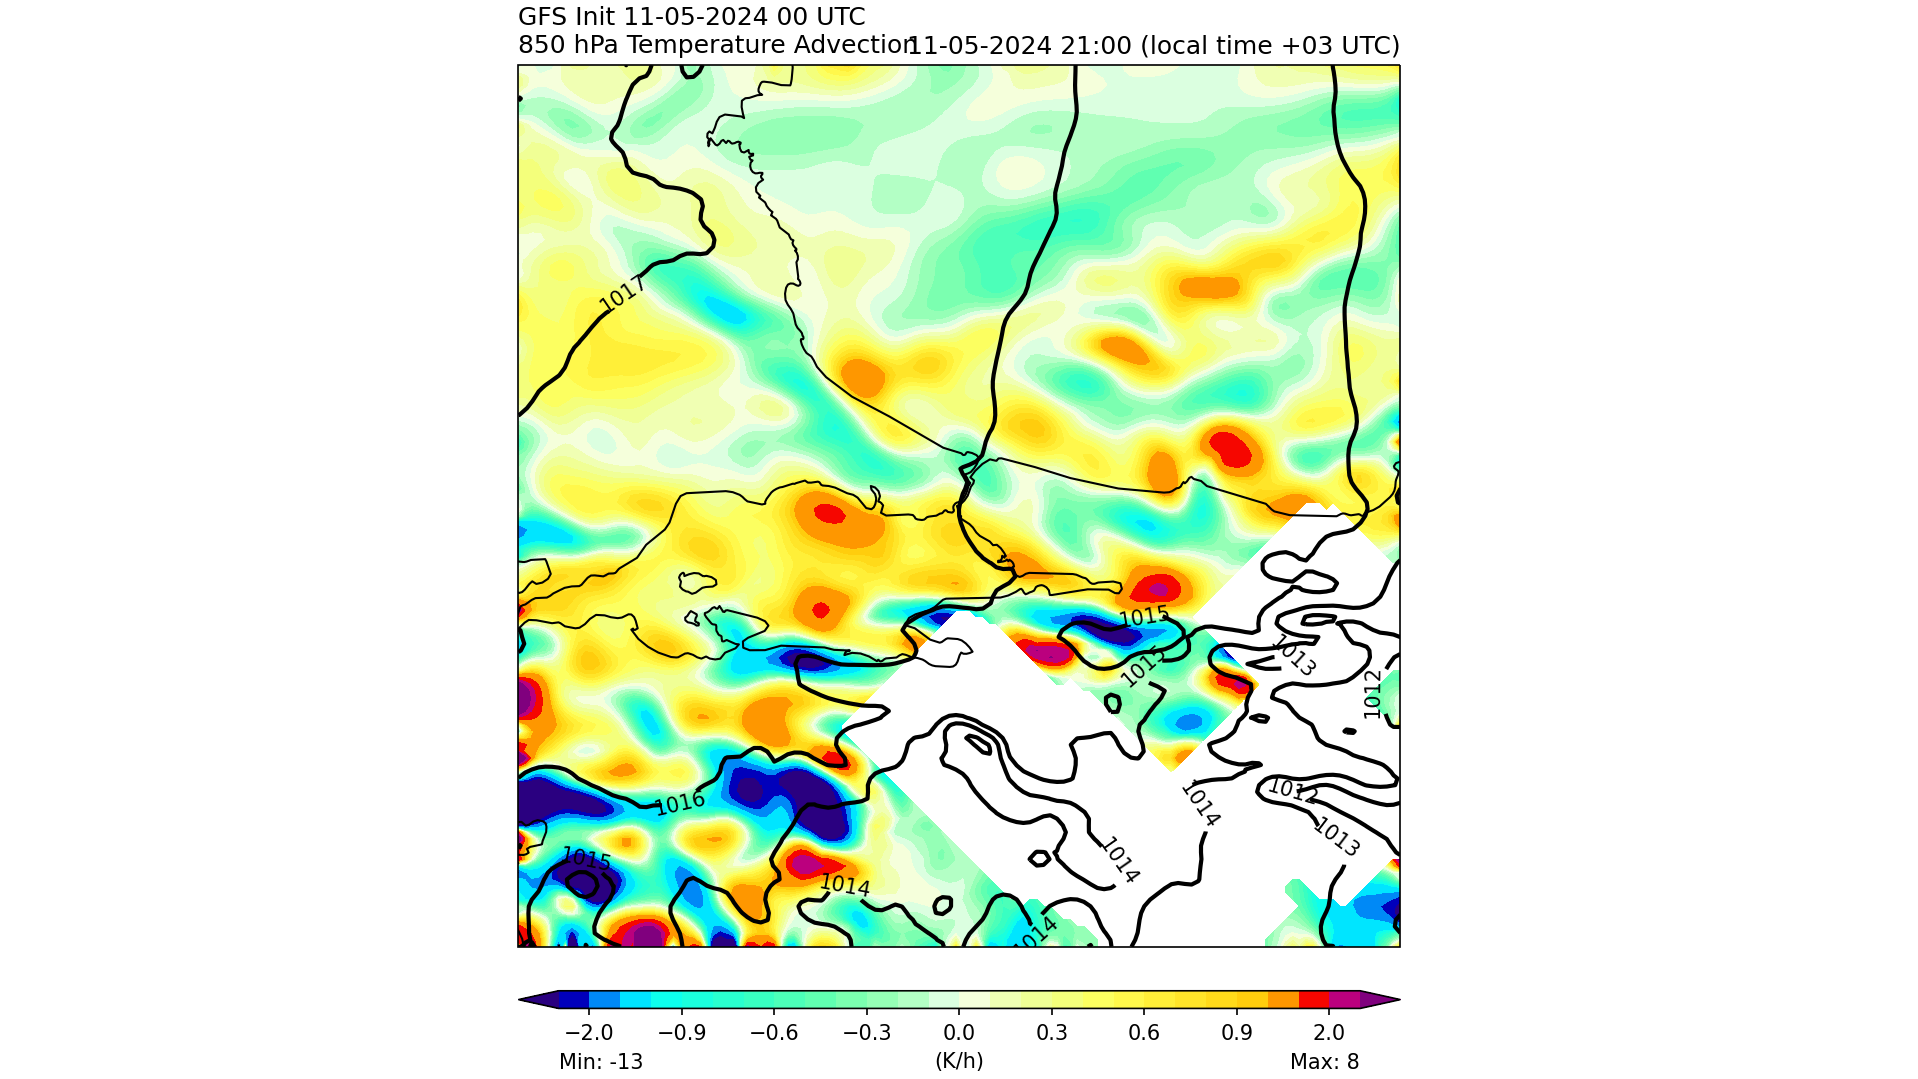 GFS Init 11-05-2024 00 UTC
850 hPa Temperature Advection
11-05-2024 21:00 (local time +03 UTC)
1017
1015
1013
1015
1012
1016
1012
1014
1013
1015
1014
1014
1014
−2.0 −0.9 −0.6 −0.3 0.0 0.3 0.6 0.9 2.0
Min: -13 (K/h) Max: 8